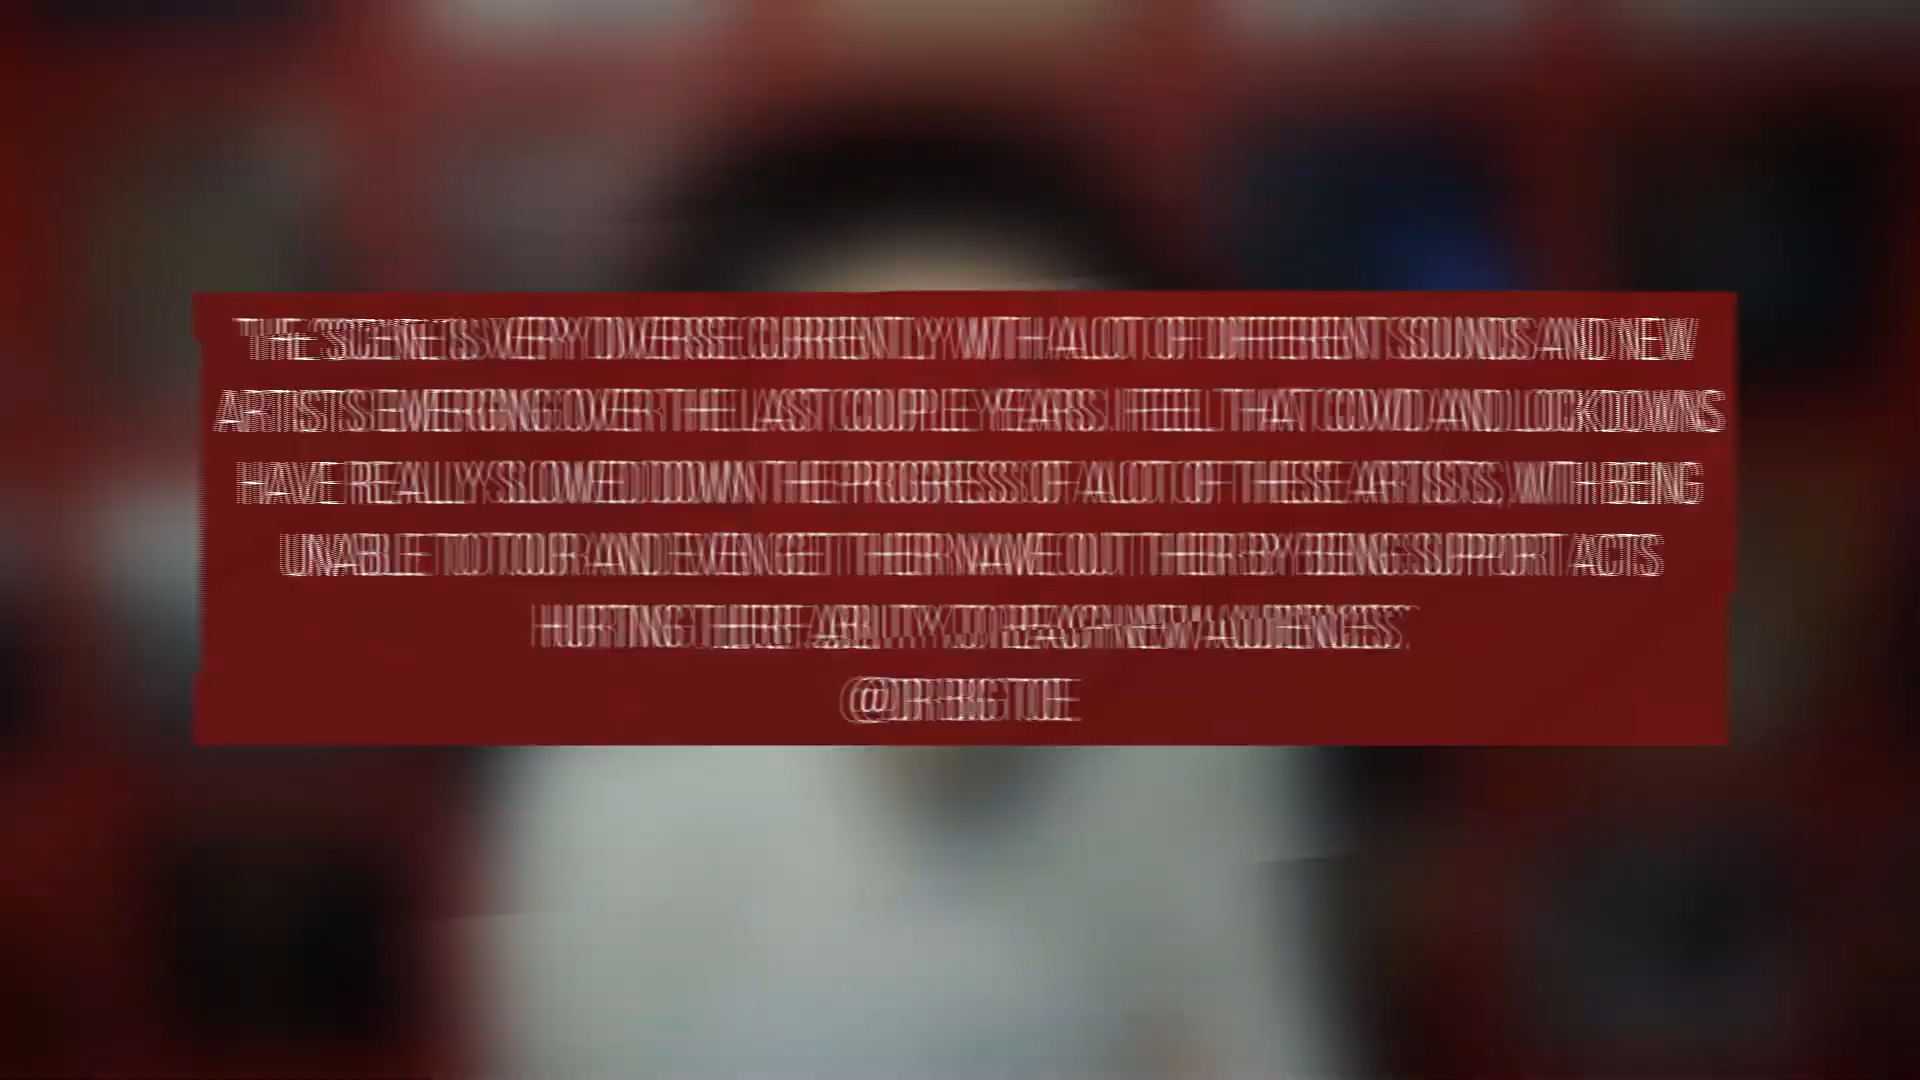 THE SCENE IS VERY DIVERSE CURRENTLY WITH A LOT OF DIFFERENT SOUNDS AND NEW
ARTISTS EMERGING OVER THE LAST COUPLE YEARS. I FEEL THAT COVID AND LOCKDOWNS
HAVE REALLY SLOWED DOWN THE PROGRESS OF A LOT OF THESE ARTISTS, WITH BEING
UNABLE TO TOUR AND EVEN GET THEIR NAME OUT THERE BY BEING SUPPORT ACTS
HURTING THEIR ABILITY TO REACH NEW AUDIENCES